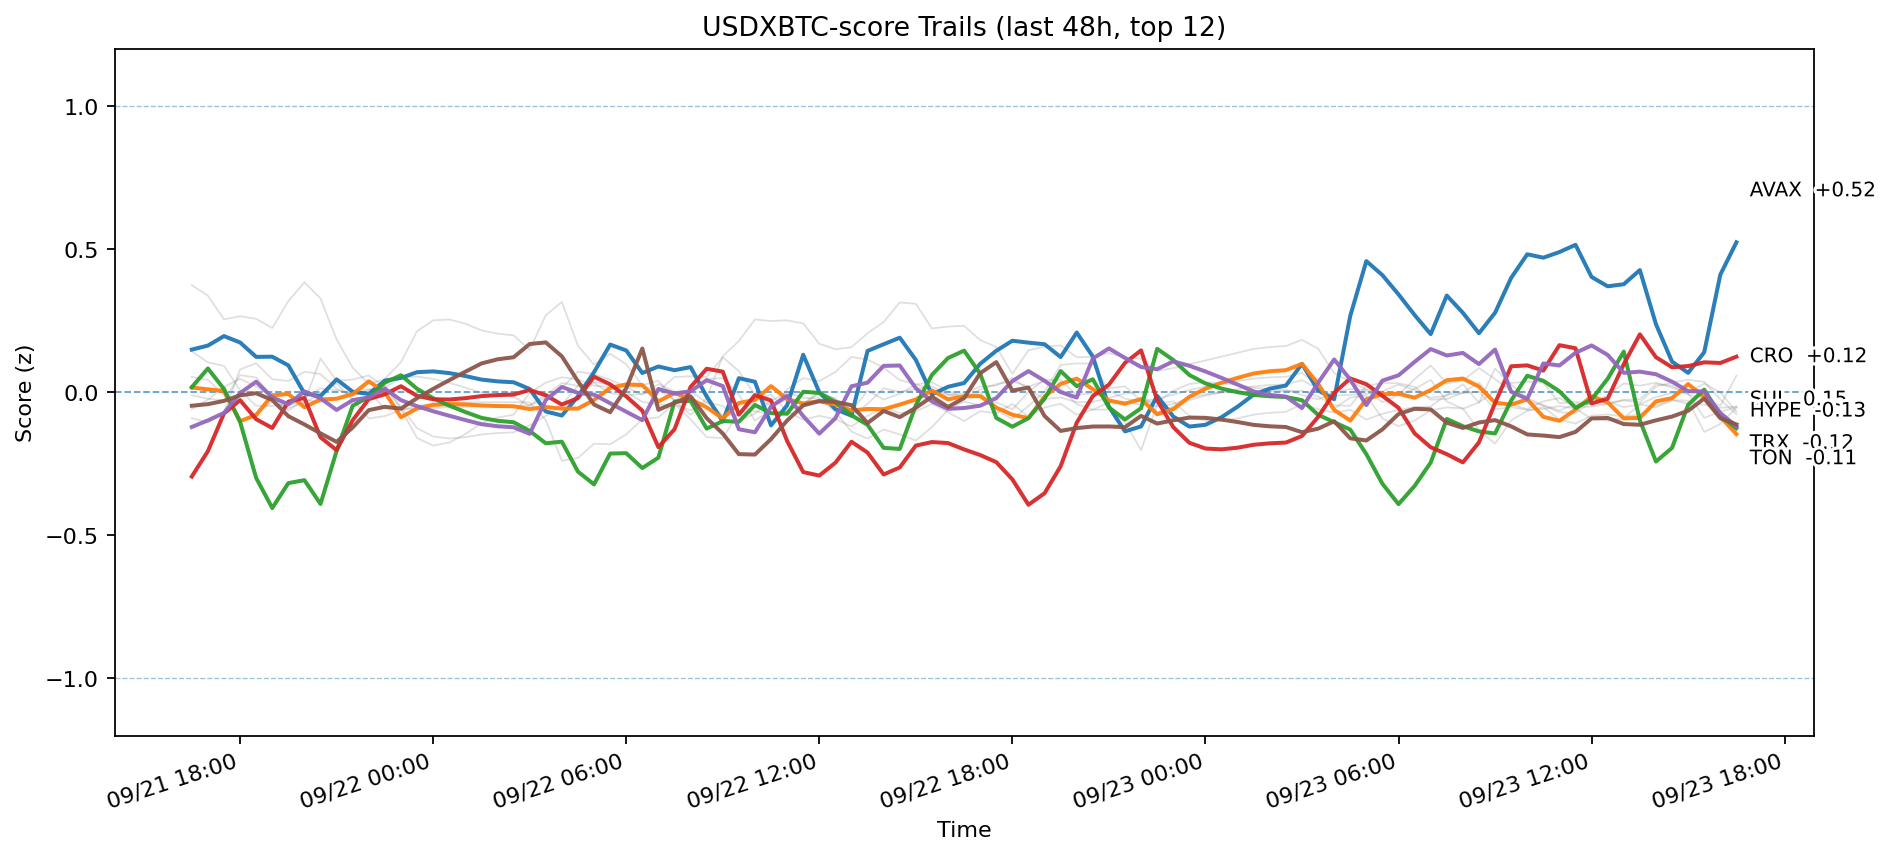 USDXBTC-score Trails (last 48h, top 12)
Score (z)
1.0
0.5
0.0
−0.5
−1.0
AVAX +0.52
CRO +0.12
SUI -0.15
HYPE -0.13
TRX -0.12
TON -0.11
09/21 18:00
09/22 00:00
09/22 06:00
09/22 12:00
09/22 18:00
09/23 00:00
09/23 06:00
09/23 12:00
09/23 18:00
Time